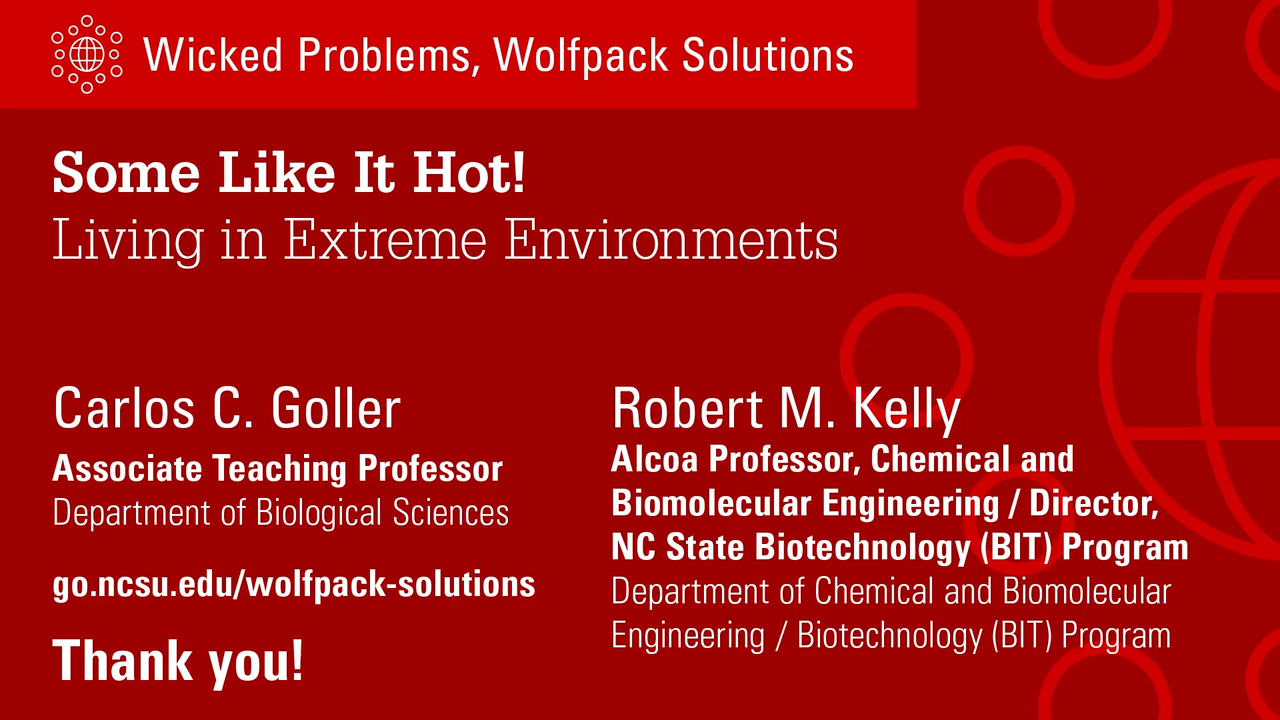 Wicked Problems, Wolfpack Solutions
Some Like It Hot!
Living in Extreme Environments
Carlos C. Goller
Associate Teaching Professor
Department of Biological Sciences
go.ncsu.edu/wolfpack-solutions
Thank you!
Robert M. Kelly
Alcoa Professor, Chemical and
Biomolecular Engineering / Director,
NC State Biotechnology (BIT) Program
Department of Chemical and Biomolecular
Engineering / Biotechnology (BIT) Program